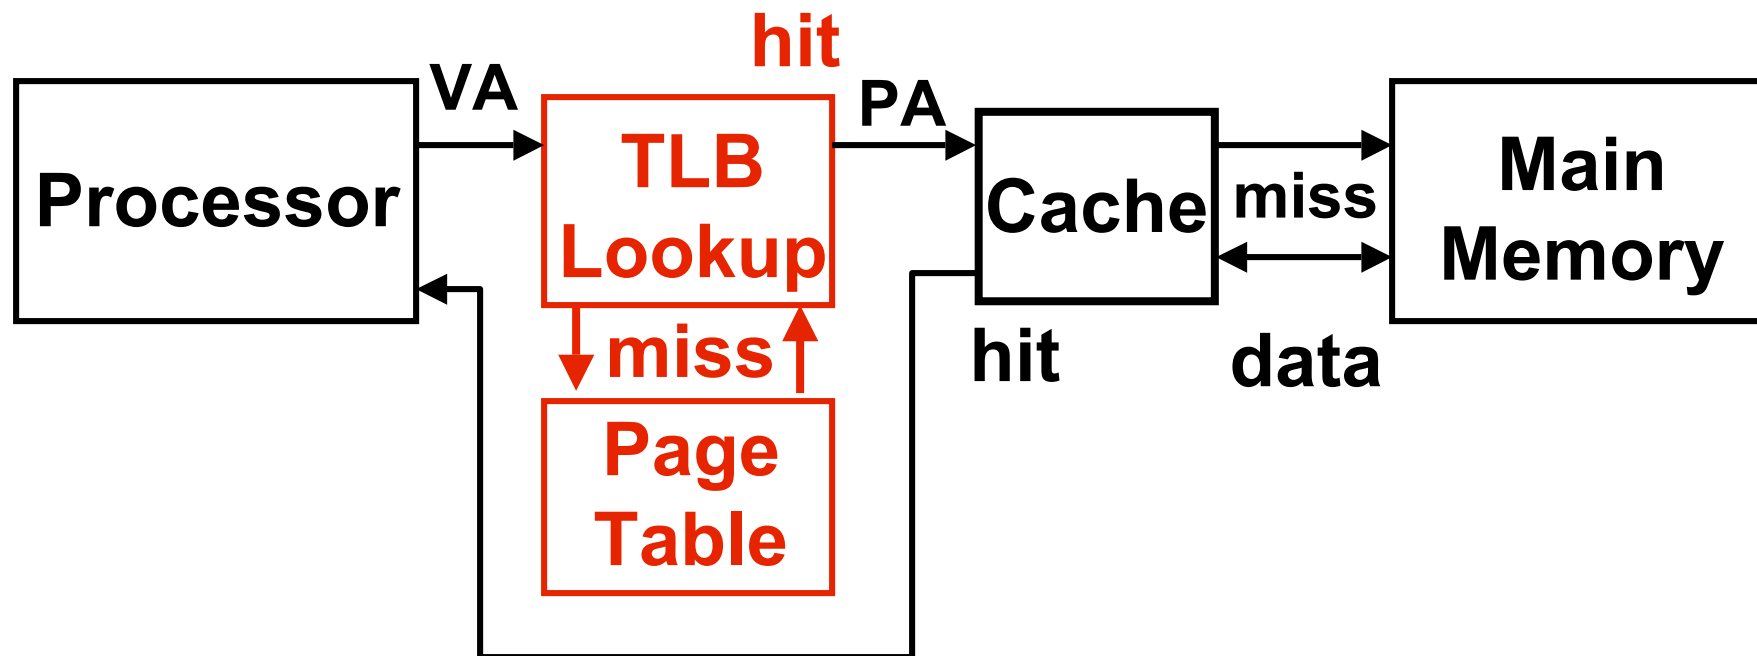 hit
VA
PA
Processor
TLB
Lookup
Cache
miss
Main
Memory
miss
hit
data
Page
Table